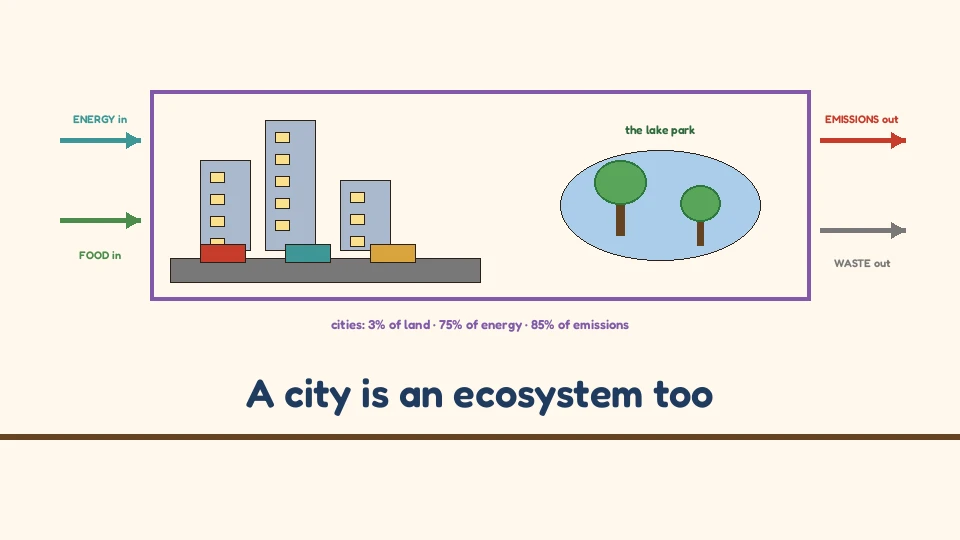 ENERGY in
EMISSIONS out
the lake park
FOOD in
WASTE out
cities: 3% of land · 75% of energy · 85% of emissions
A city is an ecosystem too